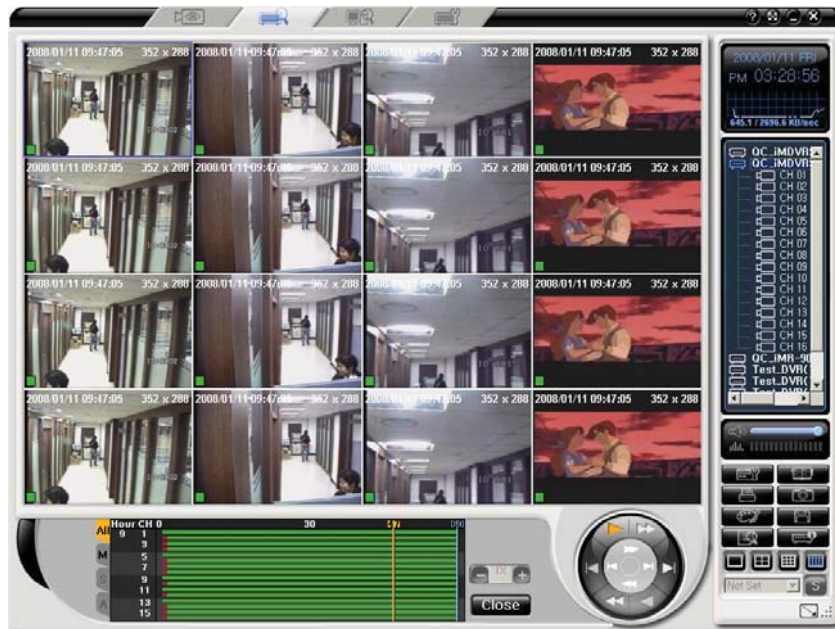 2008/01/11 09:47:05 352 x 288 2008/01/11 09:47:05 352 x 288 2008/01/11 09:47:05 352 x 288 2008/01/11 09:47:05 352 x 288
2008/01/11 09:47:05 352 x 288 2008/01/11 09:47:05 352 x 288 2008/01/11 09:47:05 352 x 288 2008/01/11 09:47:05 352 x 288
2008/01/11 09:47:05 352 x 288 2008/01/11 09:47:05 352 x 288 2008/01/11 09:47:05 352 x 288 2008/01/11 09:47:05 352 x 288
2008/01/11 09:47:05 352 x 288 2008/01/11 09:47:05 352 x 288 2008/01/11 09:47:05 352 x 288 2008/01/11 09:47:05 352 x 288
2008/01/11 FRI
PM 03:28:56
645.1 / 2696.6 KB/sec
QC_iMDVR
QC_iMDVR
CH 01
CH 02
CH 03
CH 04
CH 05
CH 06
CH 07
CH 08
CH 09
CH 10
CH 11
CH 12
CH 13
CH 14
CH 15
CH 16
QC_iMR-90
Test_DVR(
Test_DVR(
Not Set S
All
M
S
A
Hour CH 0 30
9 1
3
5
7
9
11
13
15
1X
Close